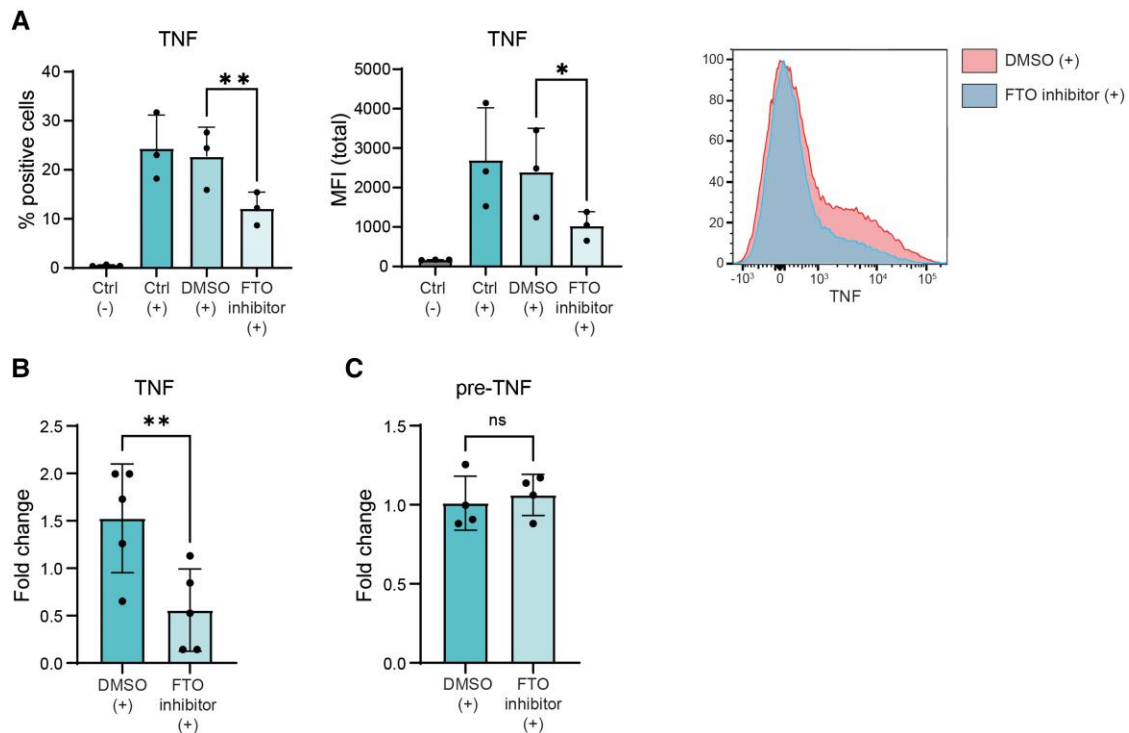 A
TNF
% positive cells
40
30
20
10
0
**
Ctrl
(-)
Ctrl
(+)
DMSO
(+)
FTO
inhibitor
(+)
TNF
MFI (total)
5000
4000
3000
2000
1000
0
*
Ctrl
(-)
Ctrl
(+)
DMSO
(+)
FTO
inhibitor
(+)
100
80
60
40
20
0
-10³ 0 10³ 10⁴ 10⁵
TNF
DMSO (+)
FTO inhibitor (+)
B
TNF
Fold change
2.5
2.0
1.5
1.0
0.5
0.0
**
DMSO
(+)
FTO
inhibitor
(+)
C
pre-TNF
Fold change
1.5
1.0
0.5
0.0
ns
DMSO
(+)
FTO
inhibitor
(+)